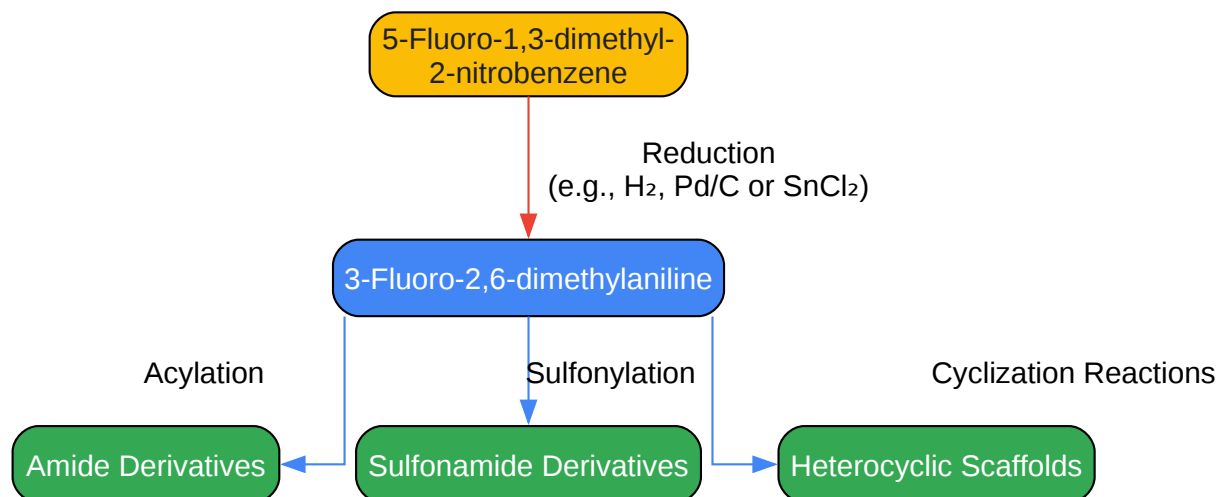 5-Fluoro-1,3-dimethyl-
2-nitrobenzene
Reduction
(e.g., H₂, Pd/C or SnCl₂)
3-Fluoro-2,6-dimethylaniline
Acylation
Sulfonylation
Cyclization Reactions
Amide Derivatives
Sulfonamide Derivatives
Heterocyclic Scaffolds